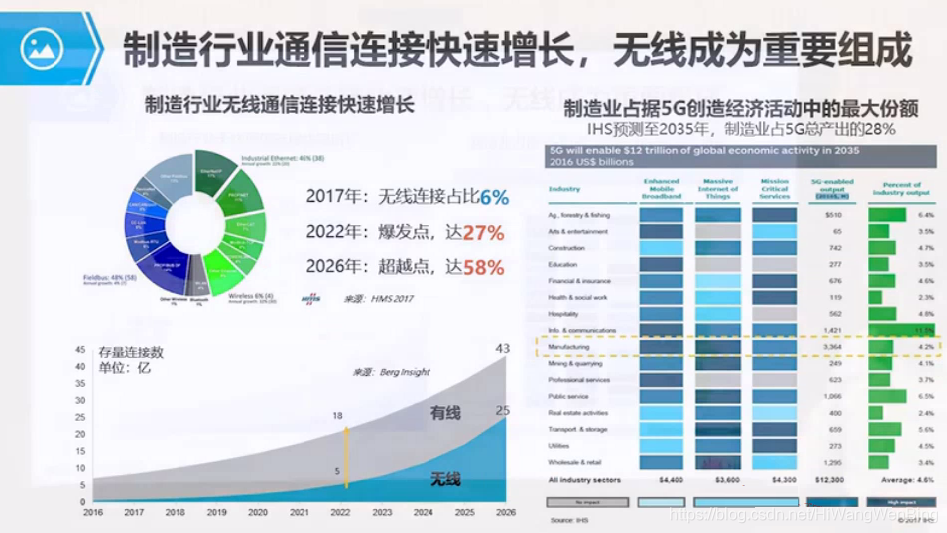 制造行业通信连接快速增长，无线成为重要组成
制造行业无线通信连接快速增长
Industrial Ethernet: 46% (38)
Fieldbus: 48% (58)
Wireless 6% (4)
2017年：无线连接占比6%
2022年：爆发点，达27%
2026年：超越点，达58%
HMS
来源：HMS 2017
存量连接数
单位：亿
来源：Berg Insight
45
40
35
30
25
20
15
10
5
0
43
25
18
5
有线
无线
2016 2017 2018 2019 2020 2021 2022 2023 2024 2025 2026
制造业占据5G创造经济活动中的最大份额
IHS预测至2035年，制造业占5G总产出的28%
5G will enable $12 trillion of global economic activity in 2035
2016 US$ billions
Industry Enhanced Mobile Broadband Massive Internet of Things Mission Critical Services 5G-enabled output Percent of industry output
Ag., forestry & fishing $510 6.4%
Arts & entertainment 65 3.5%
Construction 742 4.7%
Education 277 3.5%
Financial & insurance 676 4.6%
Health & social work 119 2.3%
Hospitality 562 4.8%
Info. & communications 1,421 11.5%
Manufacturing 3,364 4.2%
Mining & quarrying 249 4.1%
Professional services 623 3.7%
Public service 1,066 6.5%
Real estate activities 400 2.4%
Transport & storage 659 5.6%
Utilities 273 4.5%
Wholesale & retail 1,295 3.4%
All industry sectors $4,400 $3,600 $4,300 $12,300 Average: 4.6%
No impact High impact
Source: IHS © 2017 IHS
https://blog.csdn.net/HiWangWenBing